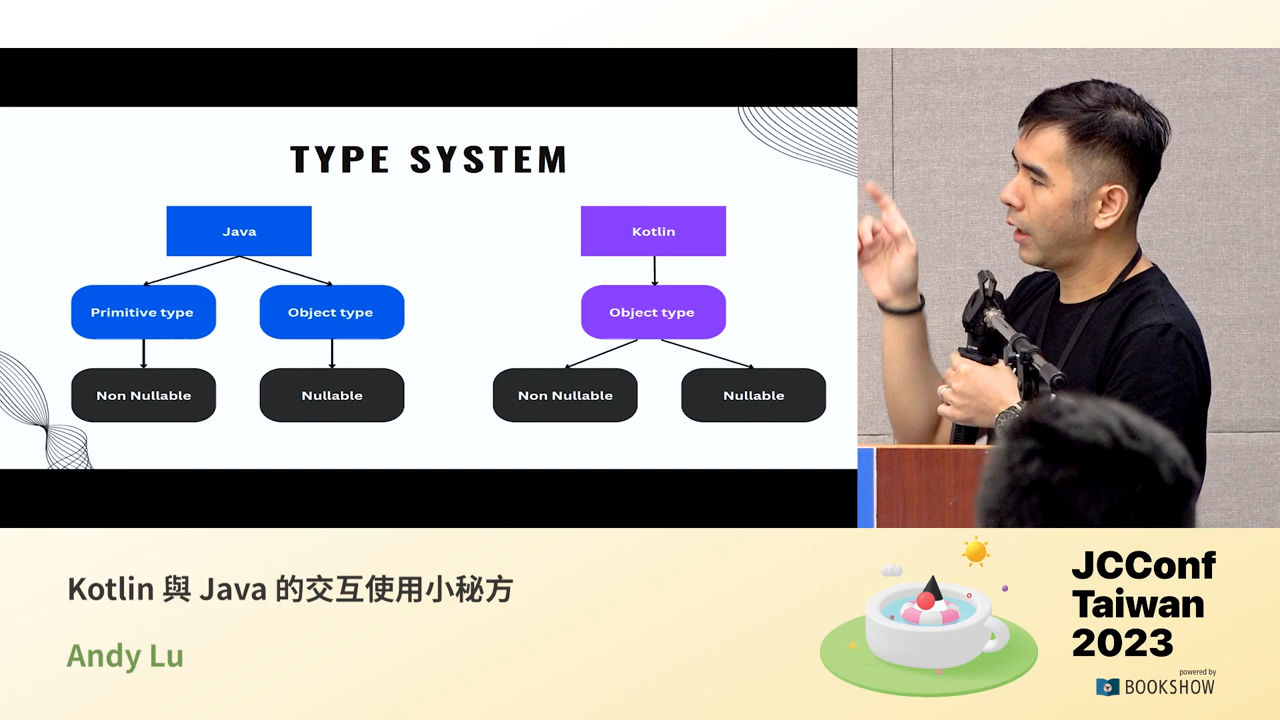 TYPE SYSTEM
Java
Kotlin
Primitive type
Object type
Object type
Non Nullable
Nullable
Non Nullable
Nullable
Kotlin 與 Java 的交互使用小秘方
Andy Lu
JCConf
Taiwan
2023
powered by
BOOKSHOW